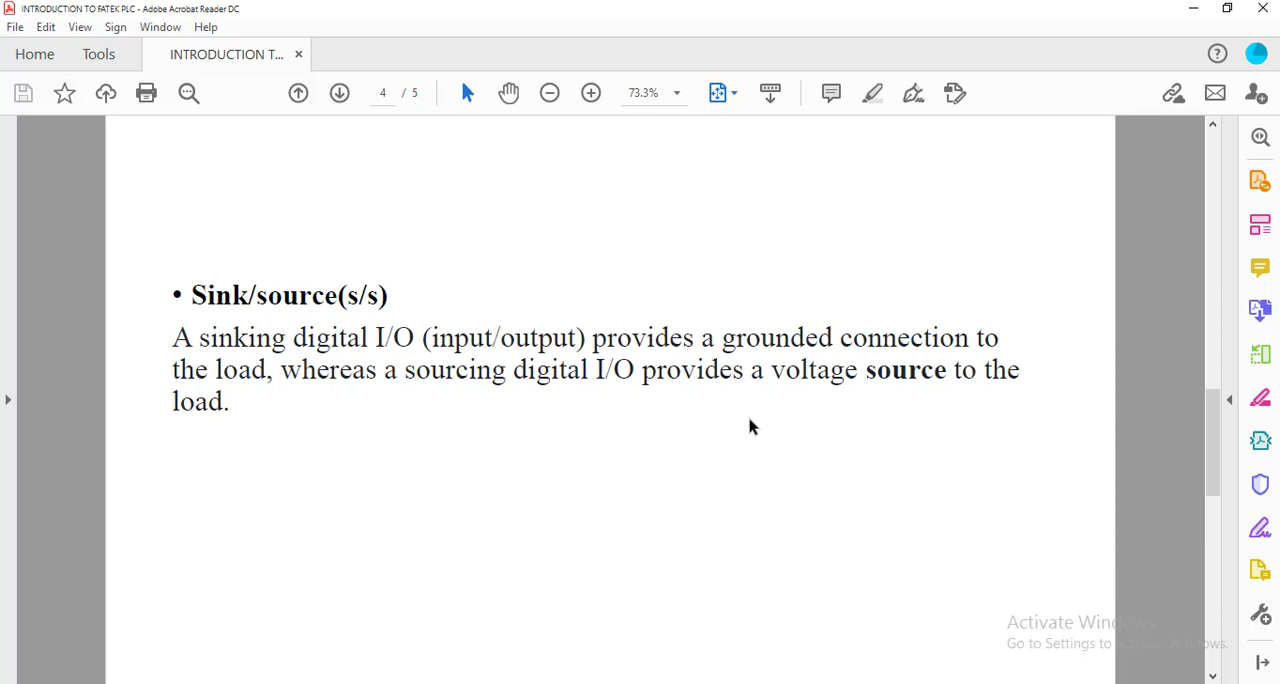 INTRODUCTION TO FATEK PLC - Adobe Acrobat Reader DC
File Edit View Sign Window Help
Home Tools INTRODUCTION T... ×
4 / 5 73.3%
• Sink/source(s/s)
A sinking digital I/O (input/output) provides a grounded connection to
the load, whereas a sourcing digital I/O provides a voltage source to the
load.
Activate Windows
Go to Settings to activate Windows.